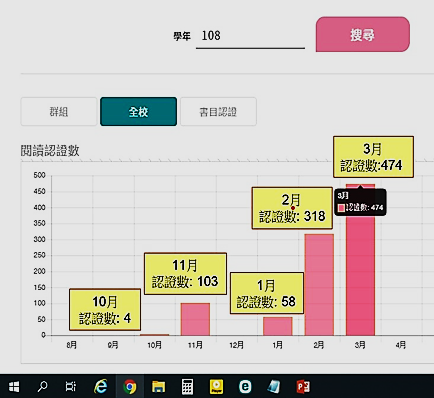 學年 108
搜尋
群組
全校
書目認證
閱讀認證數
3月
認證數:474
500
450
400
350
300
250
200
150
100
50
0
3月
認證數: 474
2月
認證數: 318
11月
認證數: 103
1月
認證數: 58
10月
認證數: 4
8月 9月 10月 11月 12月 1月 2月 3月 4月